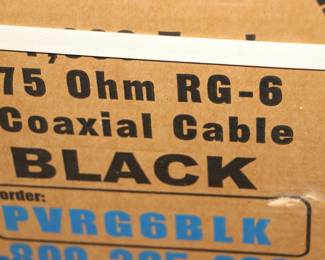 75 Ohm RG-6
Coaxial Cable
BLACK
order:
PVRG6BLK